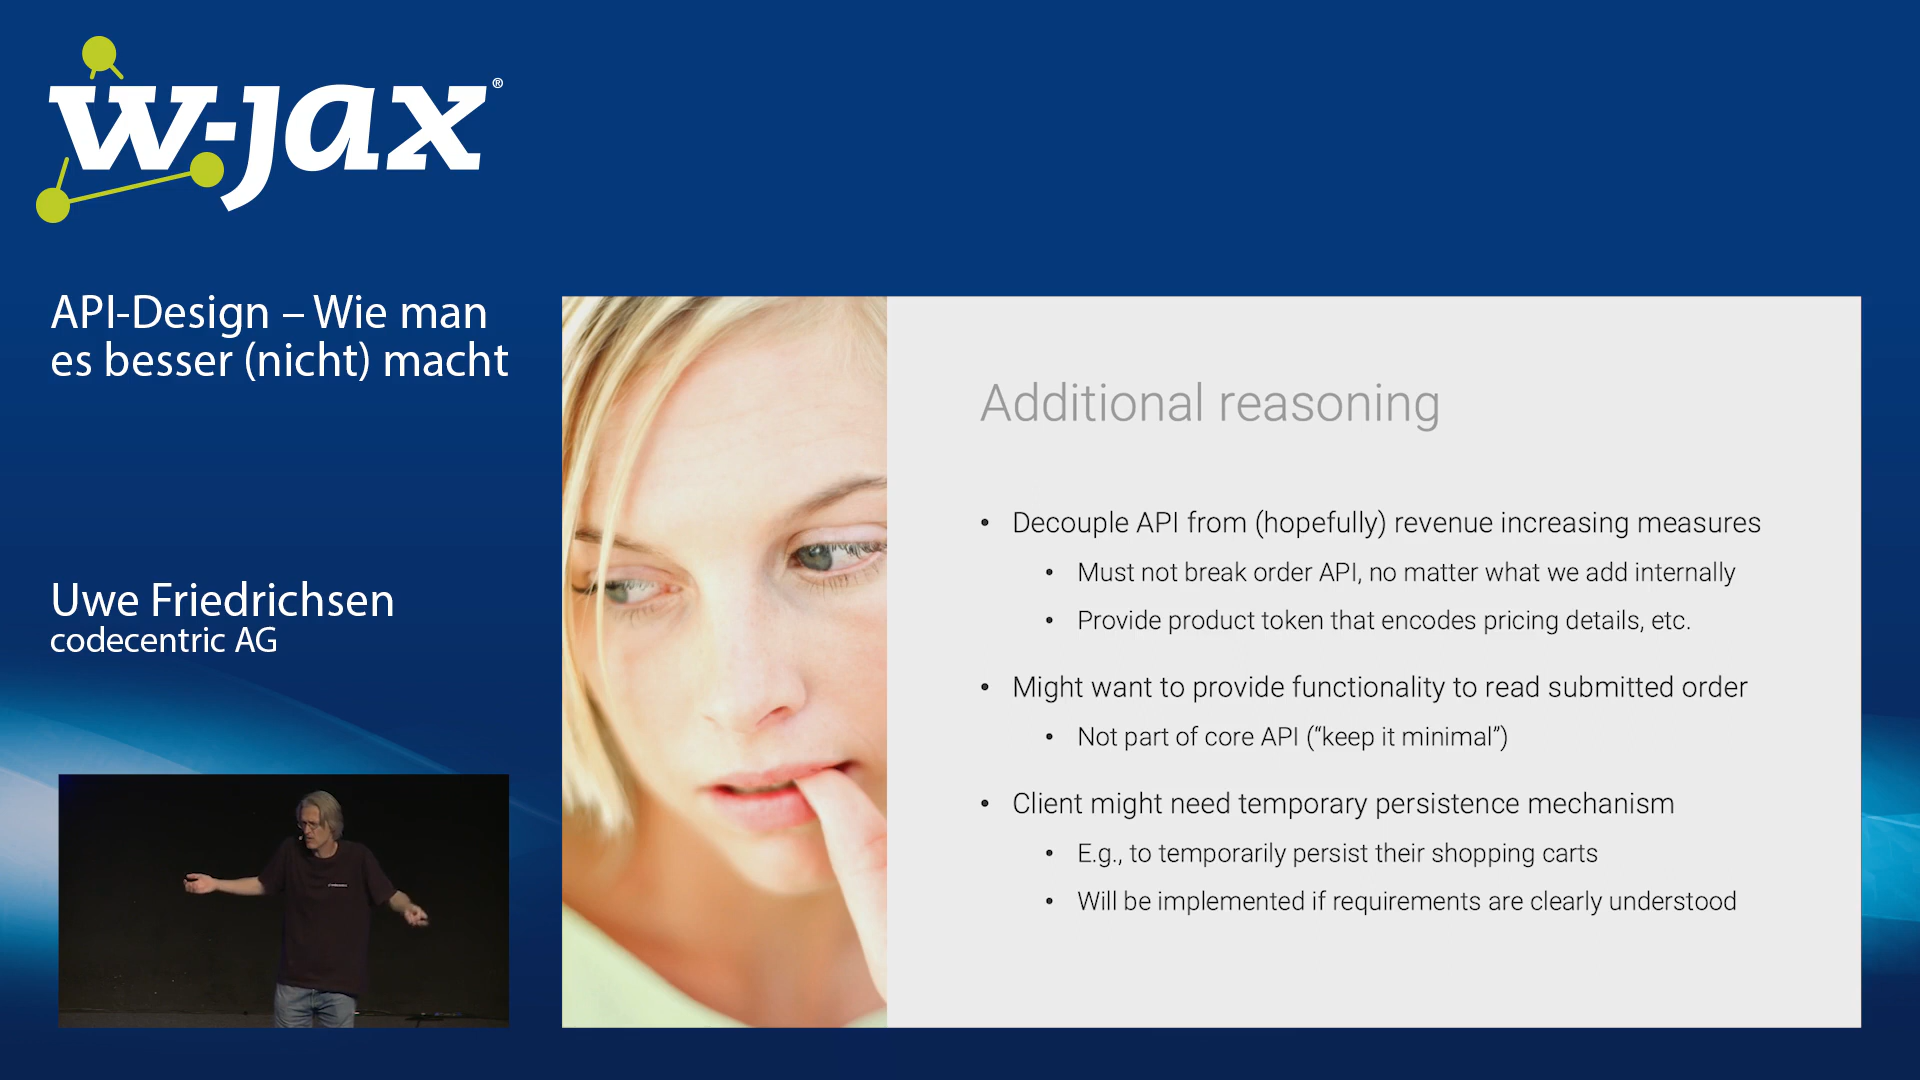 w-jax®
API-Design – Wie man
es besser (nicht) macht
Uwe Friedrichsen
codecentric AG
Additional reasoning
• Decouple API from (hopefully) revenue increasing measures
• Must not break order API, no matter what we add internally
• Provide product token that encodes pricing details, etc.
• Might want to provide functionality to read submitted order
• Not part of core API (“keep it minimal”)
• Client might need temporary persistence mechanism
• E.g., to temporarily persist their shopping carts
• Will be implemented if requirements are clearly understood